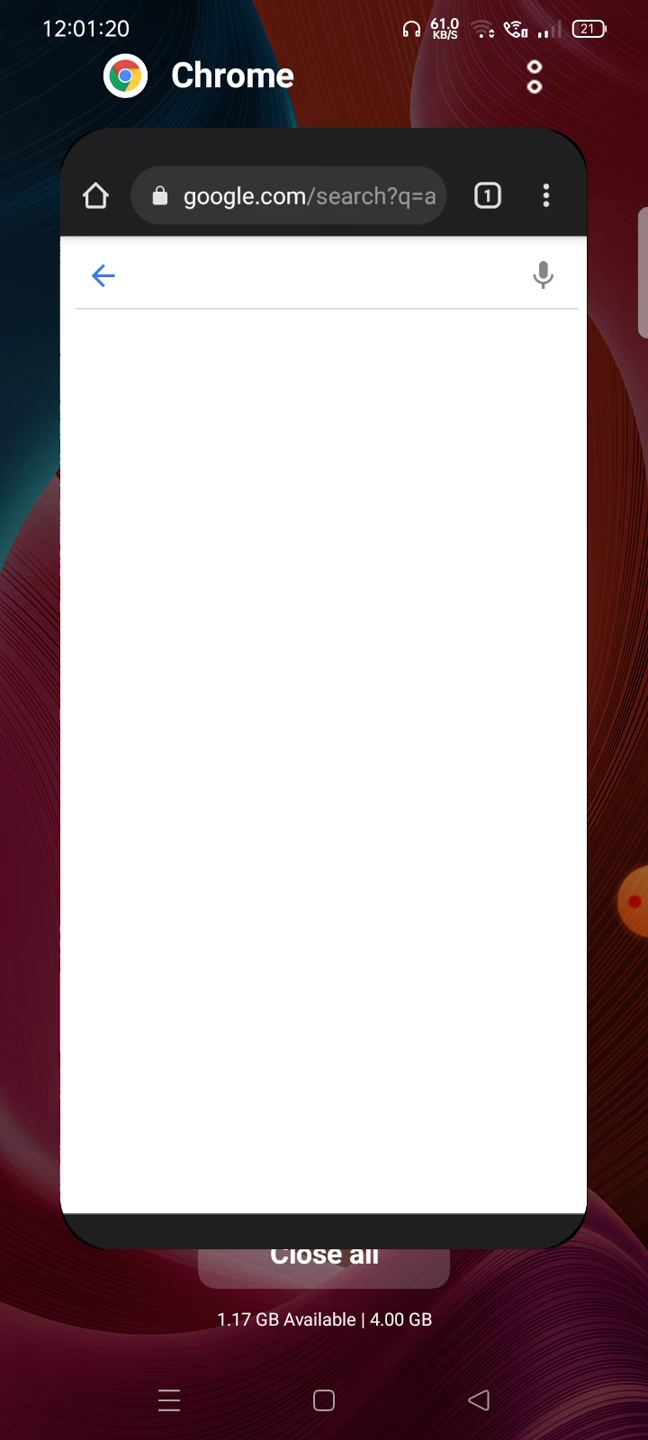 12:01:20
61.0
KB/S
21
Chrome
google.com/search?q=a
1
Close all
1.17 GB Available | 4.00 GB